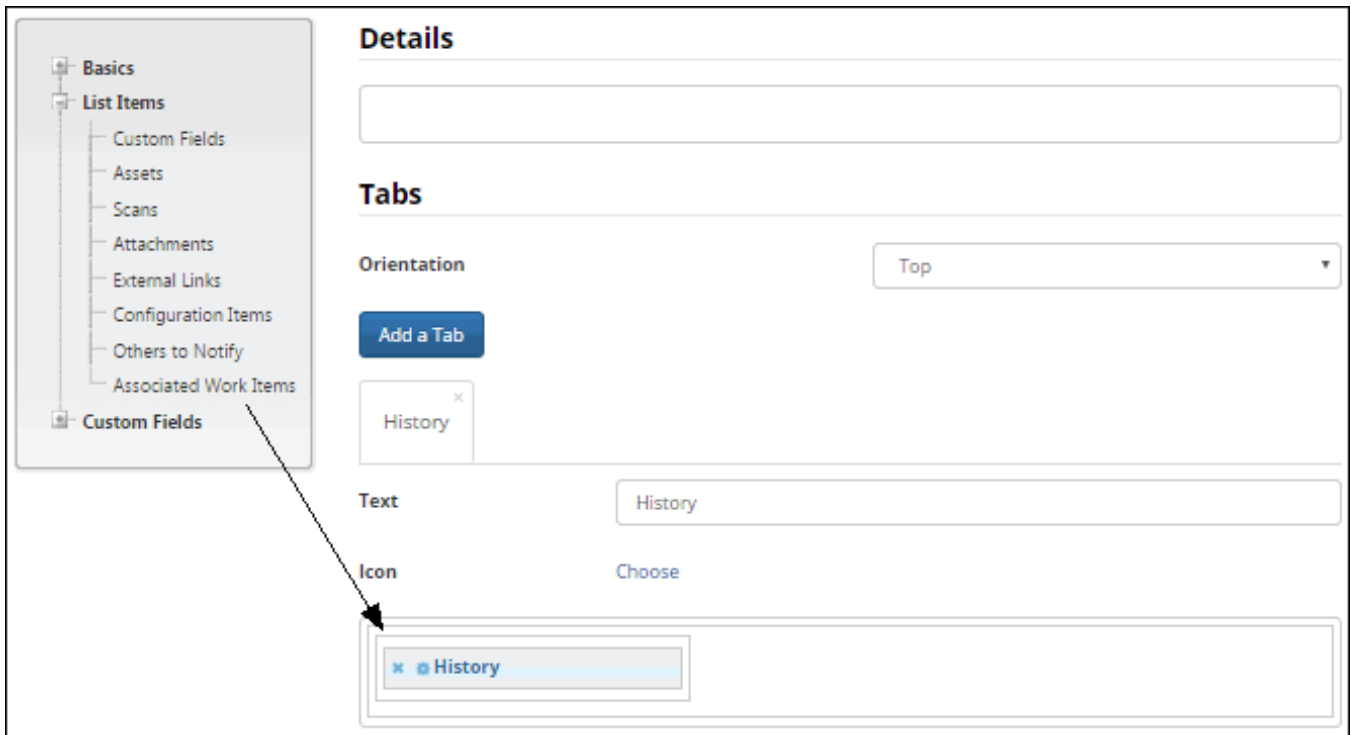 Basics
List Items
Custom Fields
Assets
Scans
Attachments
External Links
Configuration Items
Others to Notify
Associated Work Items
Custom Fields
Details
Tabs
Orientation
Top
Add a Tab
History
Text
History
Icon
Choose
History